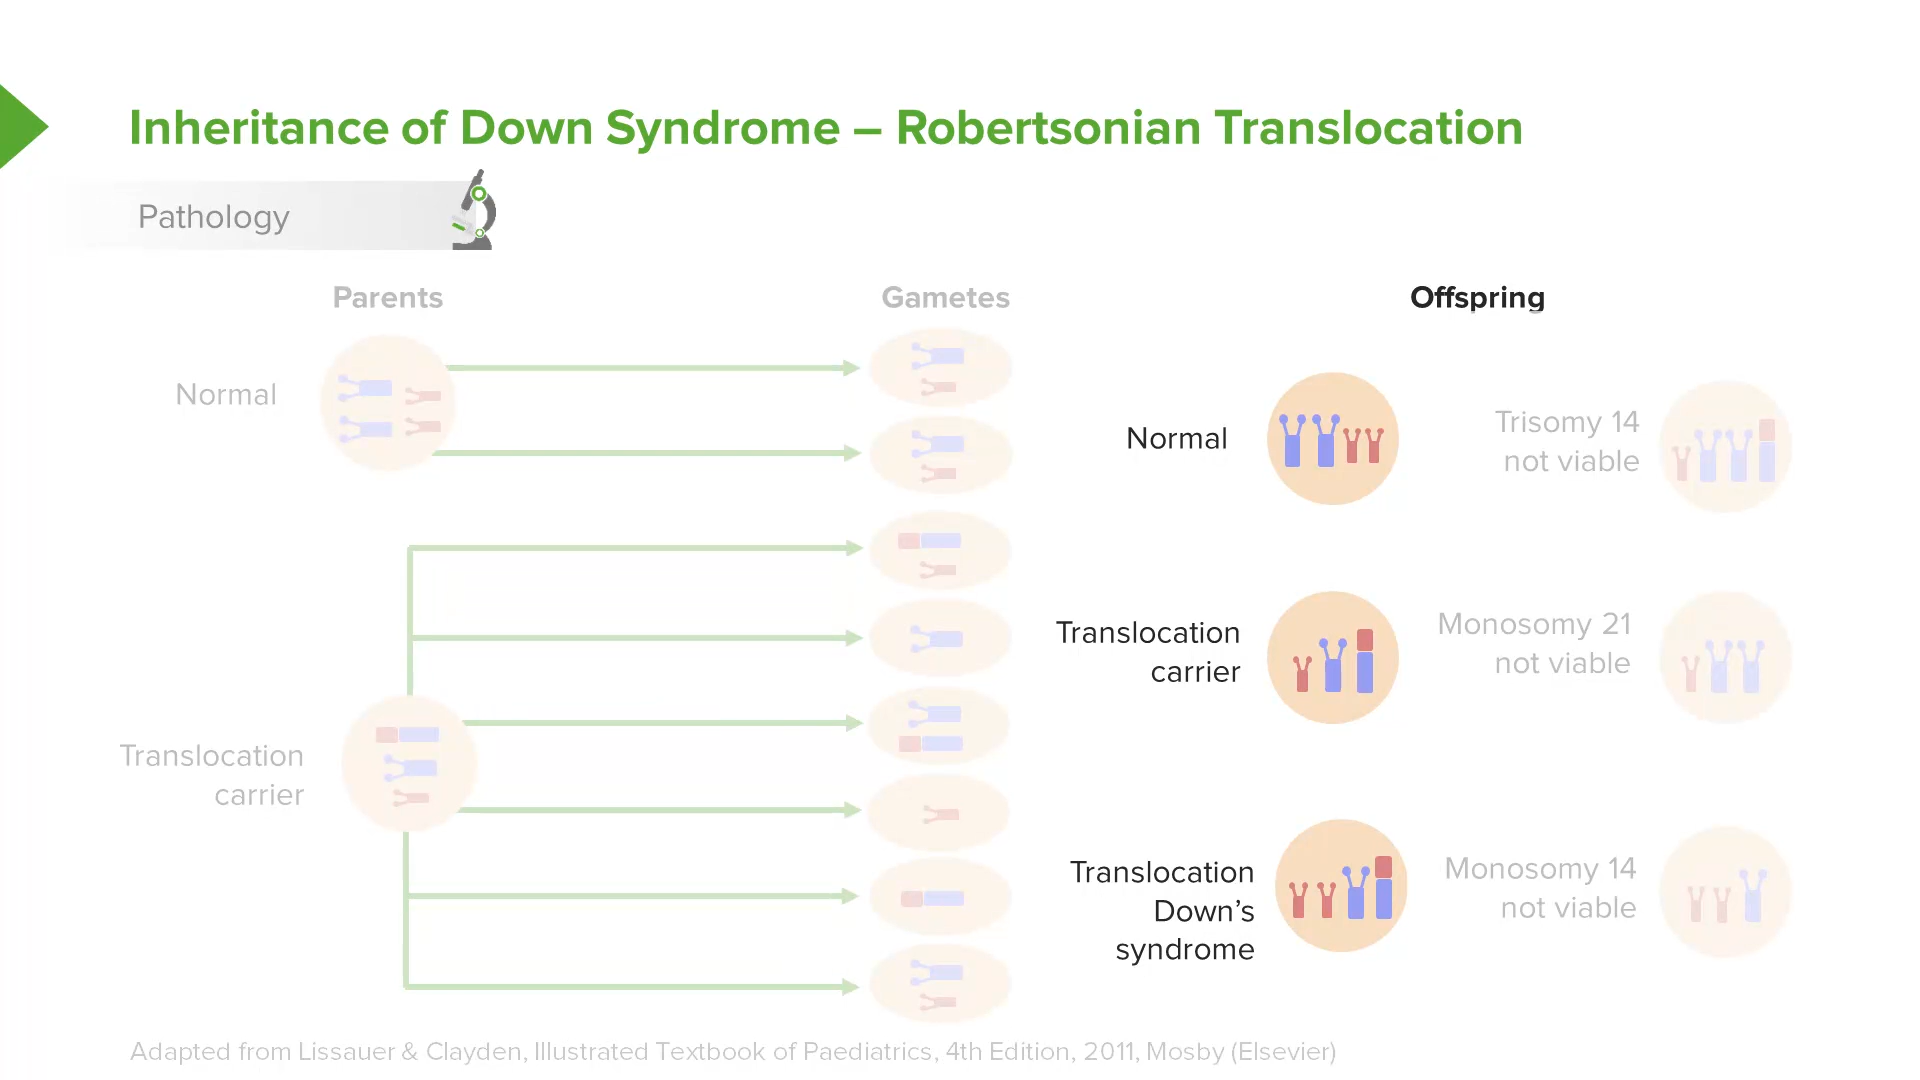 Inheritance of Down Syndrome – Robertsonian Translocation
Pathology
Parents
Gametes
Offspring
Normal
Normal
Trisomy 14
not viable
Translocation
carrier
Monosomy 21
not viable
Translocation
carrier
Translocation
Down’s
syndrome
Monosomy 14
not viable
Adapted from Lissauer & Clayden, Illustrated Textbook of Paediatrics, 4th Edition, 2011, Mosby (Elsevier)